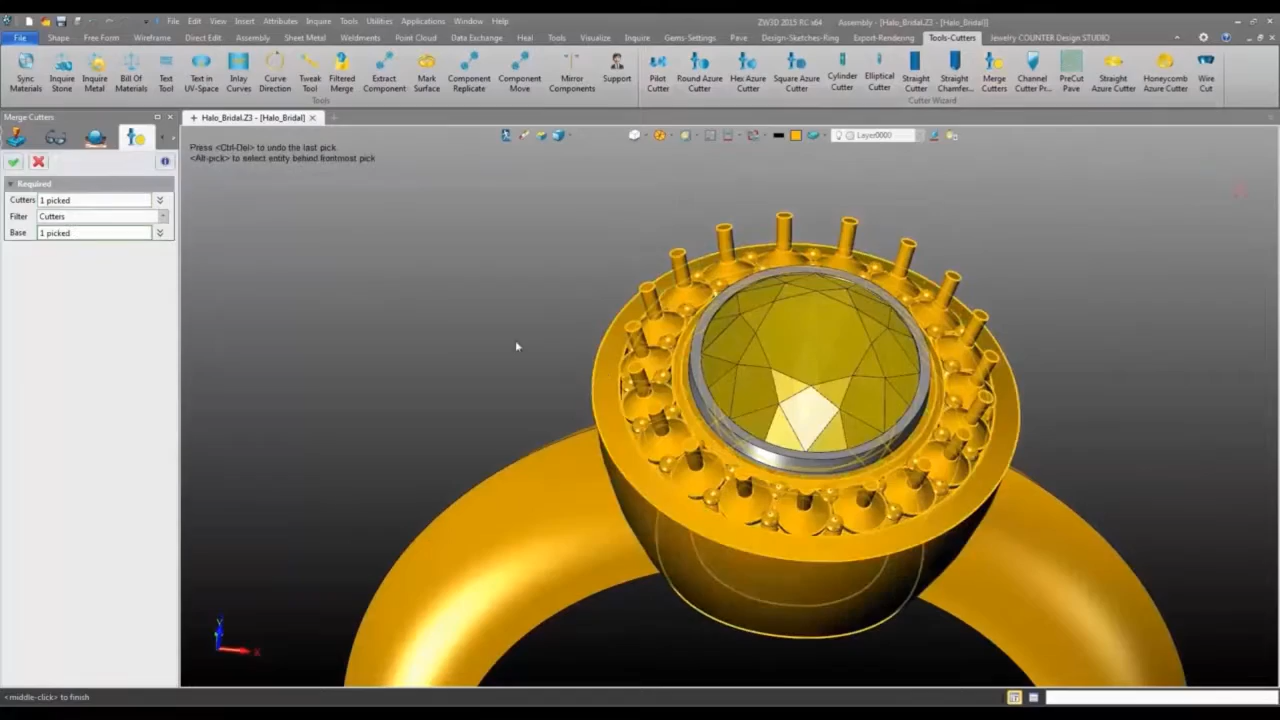 File Edit View Insert Attributes Inquire Tools Utilities Applications Window Help
ZW3D 2015 RC x64 Assembly - [Halo_Bridal.Z3 - [Halo_Bridal]]
File Shape Free Form Wireframe Direct Edit Assembly Sheet Metal Weldments Point Cloud Data Exchange Heal Tools Visualize Inquire Gems-Settings Pave Design-Sketches-Ring Export-Rendering Tools-Cutters Jewelry COUNTER Design STUDIO
Sync Materials
Inquire Stone
Inquire Metal
Bill Of Materials
Text Tool
Text in UV-Space
Inlay Curves
Curve Direction
Tweak Tool
Filtered Merge
Extract Component
Mark Surface
Component Replicate
Component Move
Mirror Components
Support
Pilot Cutter
Round Azure Cutter
Hex Azure Cutter
Square Azure Cutter
Cylinder Cutter
Elliptical Cutter
Straight Cutter
Straight Chamfer...
Merge Cutters
Channel Cutter Pr...
PreCut Pave
Straight Azure Cutter
Honeycomb Azure Cutter
Wire Cut
Tools
Cutter Wizard
Merge Cutters
Halo_Bridal.Z3 - [Halo_Bridal]
Layer0000
Press <Ctrl-Del> to undo the last pick.
<Alt-pick> to select entity behind frontmost pick
Required
Cutters 1 picked
Filter Cutters
Base 1 picked
Y
X
<middle-click> to finish